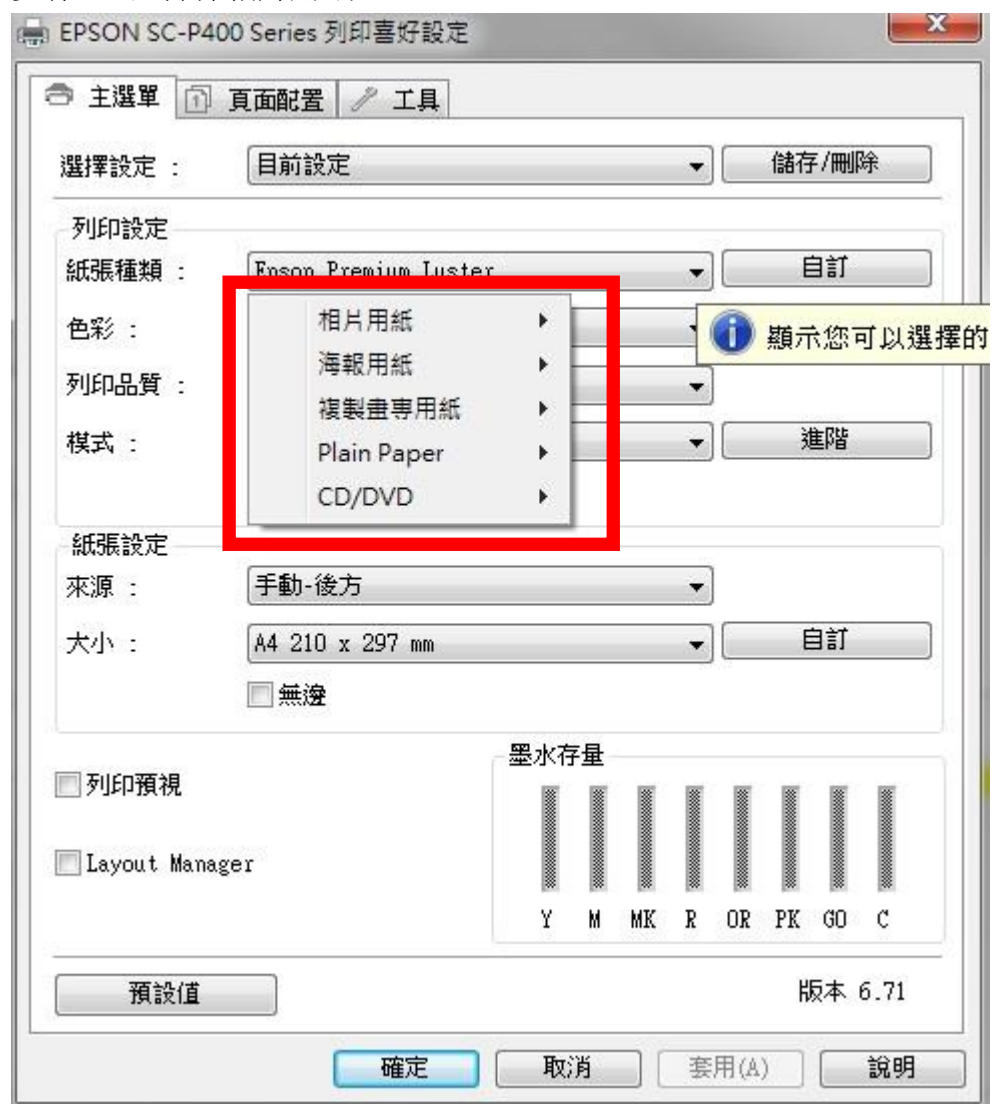 EPSON SC-P400 Series 列印喜好設定
主選單 頁面配置 工具
選擇設定 : 目前設定 儲存/刪除
列印設定
紙張種類 : Epson Premium Luster 自訂
色彩 : 相片用紙
顯示您可以選擇的
海報用紙
列印品質 :
複製畫專用紙
模式 : Plain Paper 進階
CD/DVD
紙張設定
來源 : 手動-後方
大小 : A4 210 x 297 mm 自訂
無邊
墨水存量
列印預視
Layout Manager
Y M MK R OR PK GO C
預設值 版本 6.71
確定 取消 套用(A) 說明